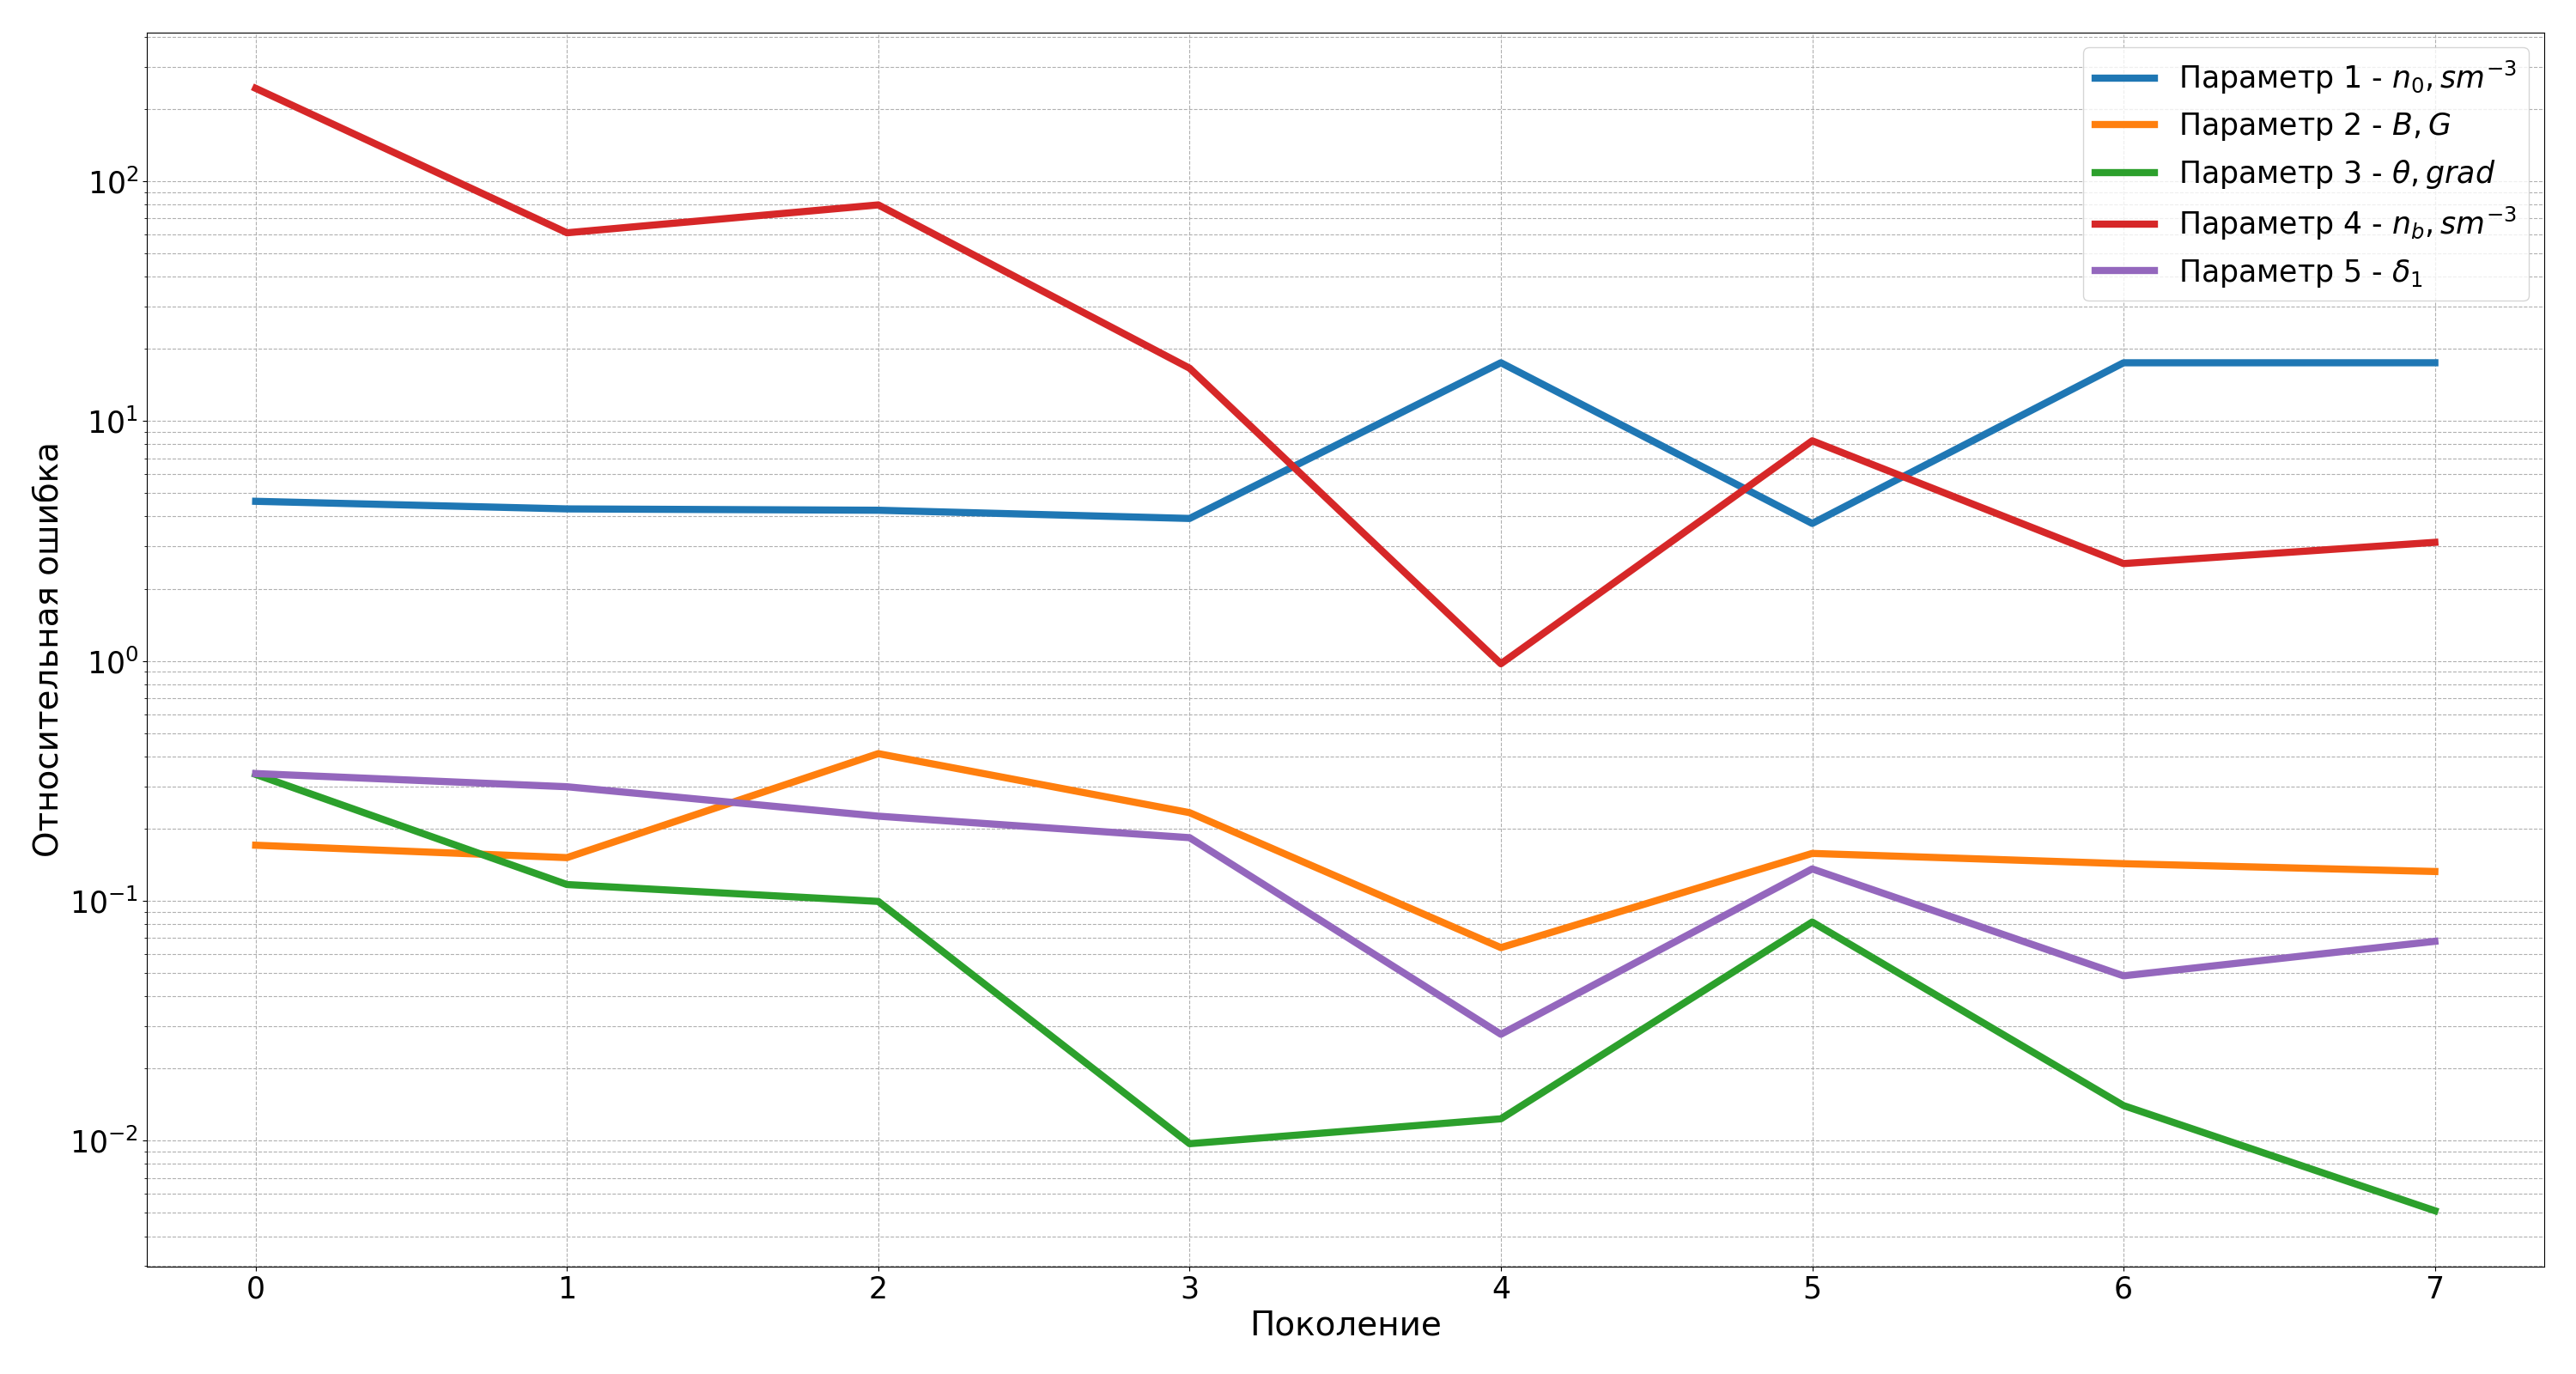 Параметр 1 - n₀, sm⁻³
Параметр 2 - B, G
Параметр 3 - θ, grad
Параметр 4 - n_b, sm⁻³
Параметр 5 - δ₁
10²
10¹
10⁰
10⁻¹
10⁻²
Относительная ошибка
0 1 2 3 4 5 6 7
Поколение